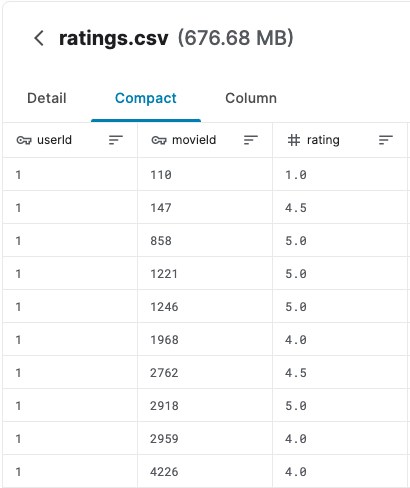 ratings.csv (676.68 MB)
Detail Compact Column
userId movieId # rating
1 110 1.0
1 147 4.5
1 858 5.0
1 1221 5.0
1 1246 5.0
1 1968 4.0
1 2762 4.5
1 2918 5.0
1 2959 4.0
1 4226 4.0